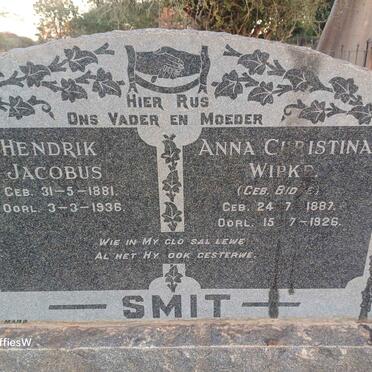 Hier Rus
Ons Vader en Moeder
Hendrik
Jacobus
Geb. 31-5-1881.
Oorl. 3-3-1936.
Anna Christina
(Geb.
Geb. 24-7-1887.
Oorl. 15-7-1926.
Wie in My glo sal lewe
Al het Hy ook gesterwe.
SMIT
ffiesW